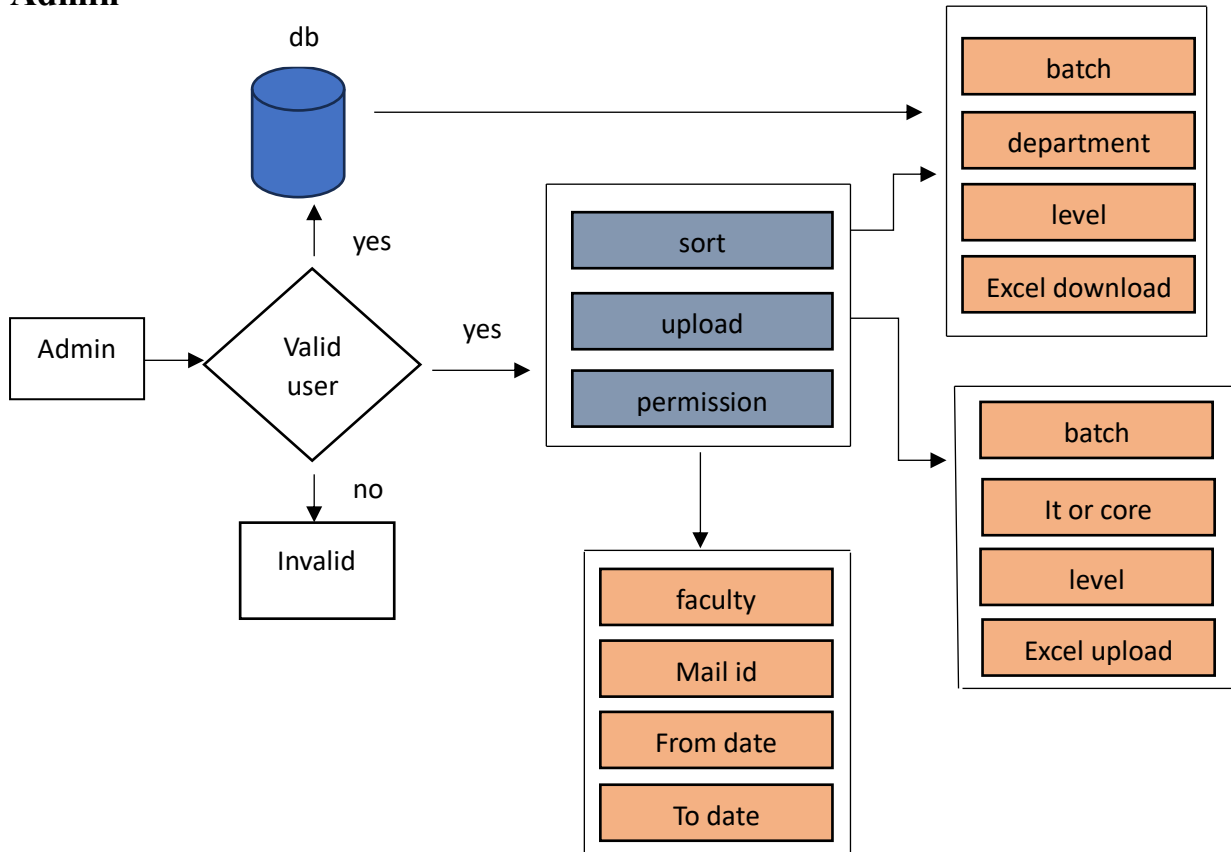 Admin
db
yes
Admin
Valid
user
yes
no
Invalid
sort
upload
permission
batch
department
level
Excel download
batch
It or core
level
Excel upload
faculty
Mail id
From date
To date